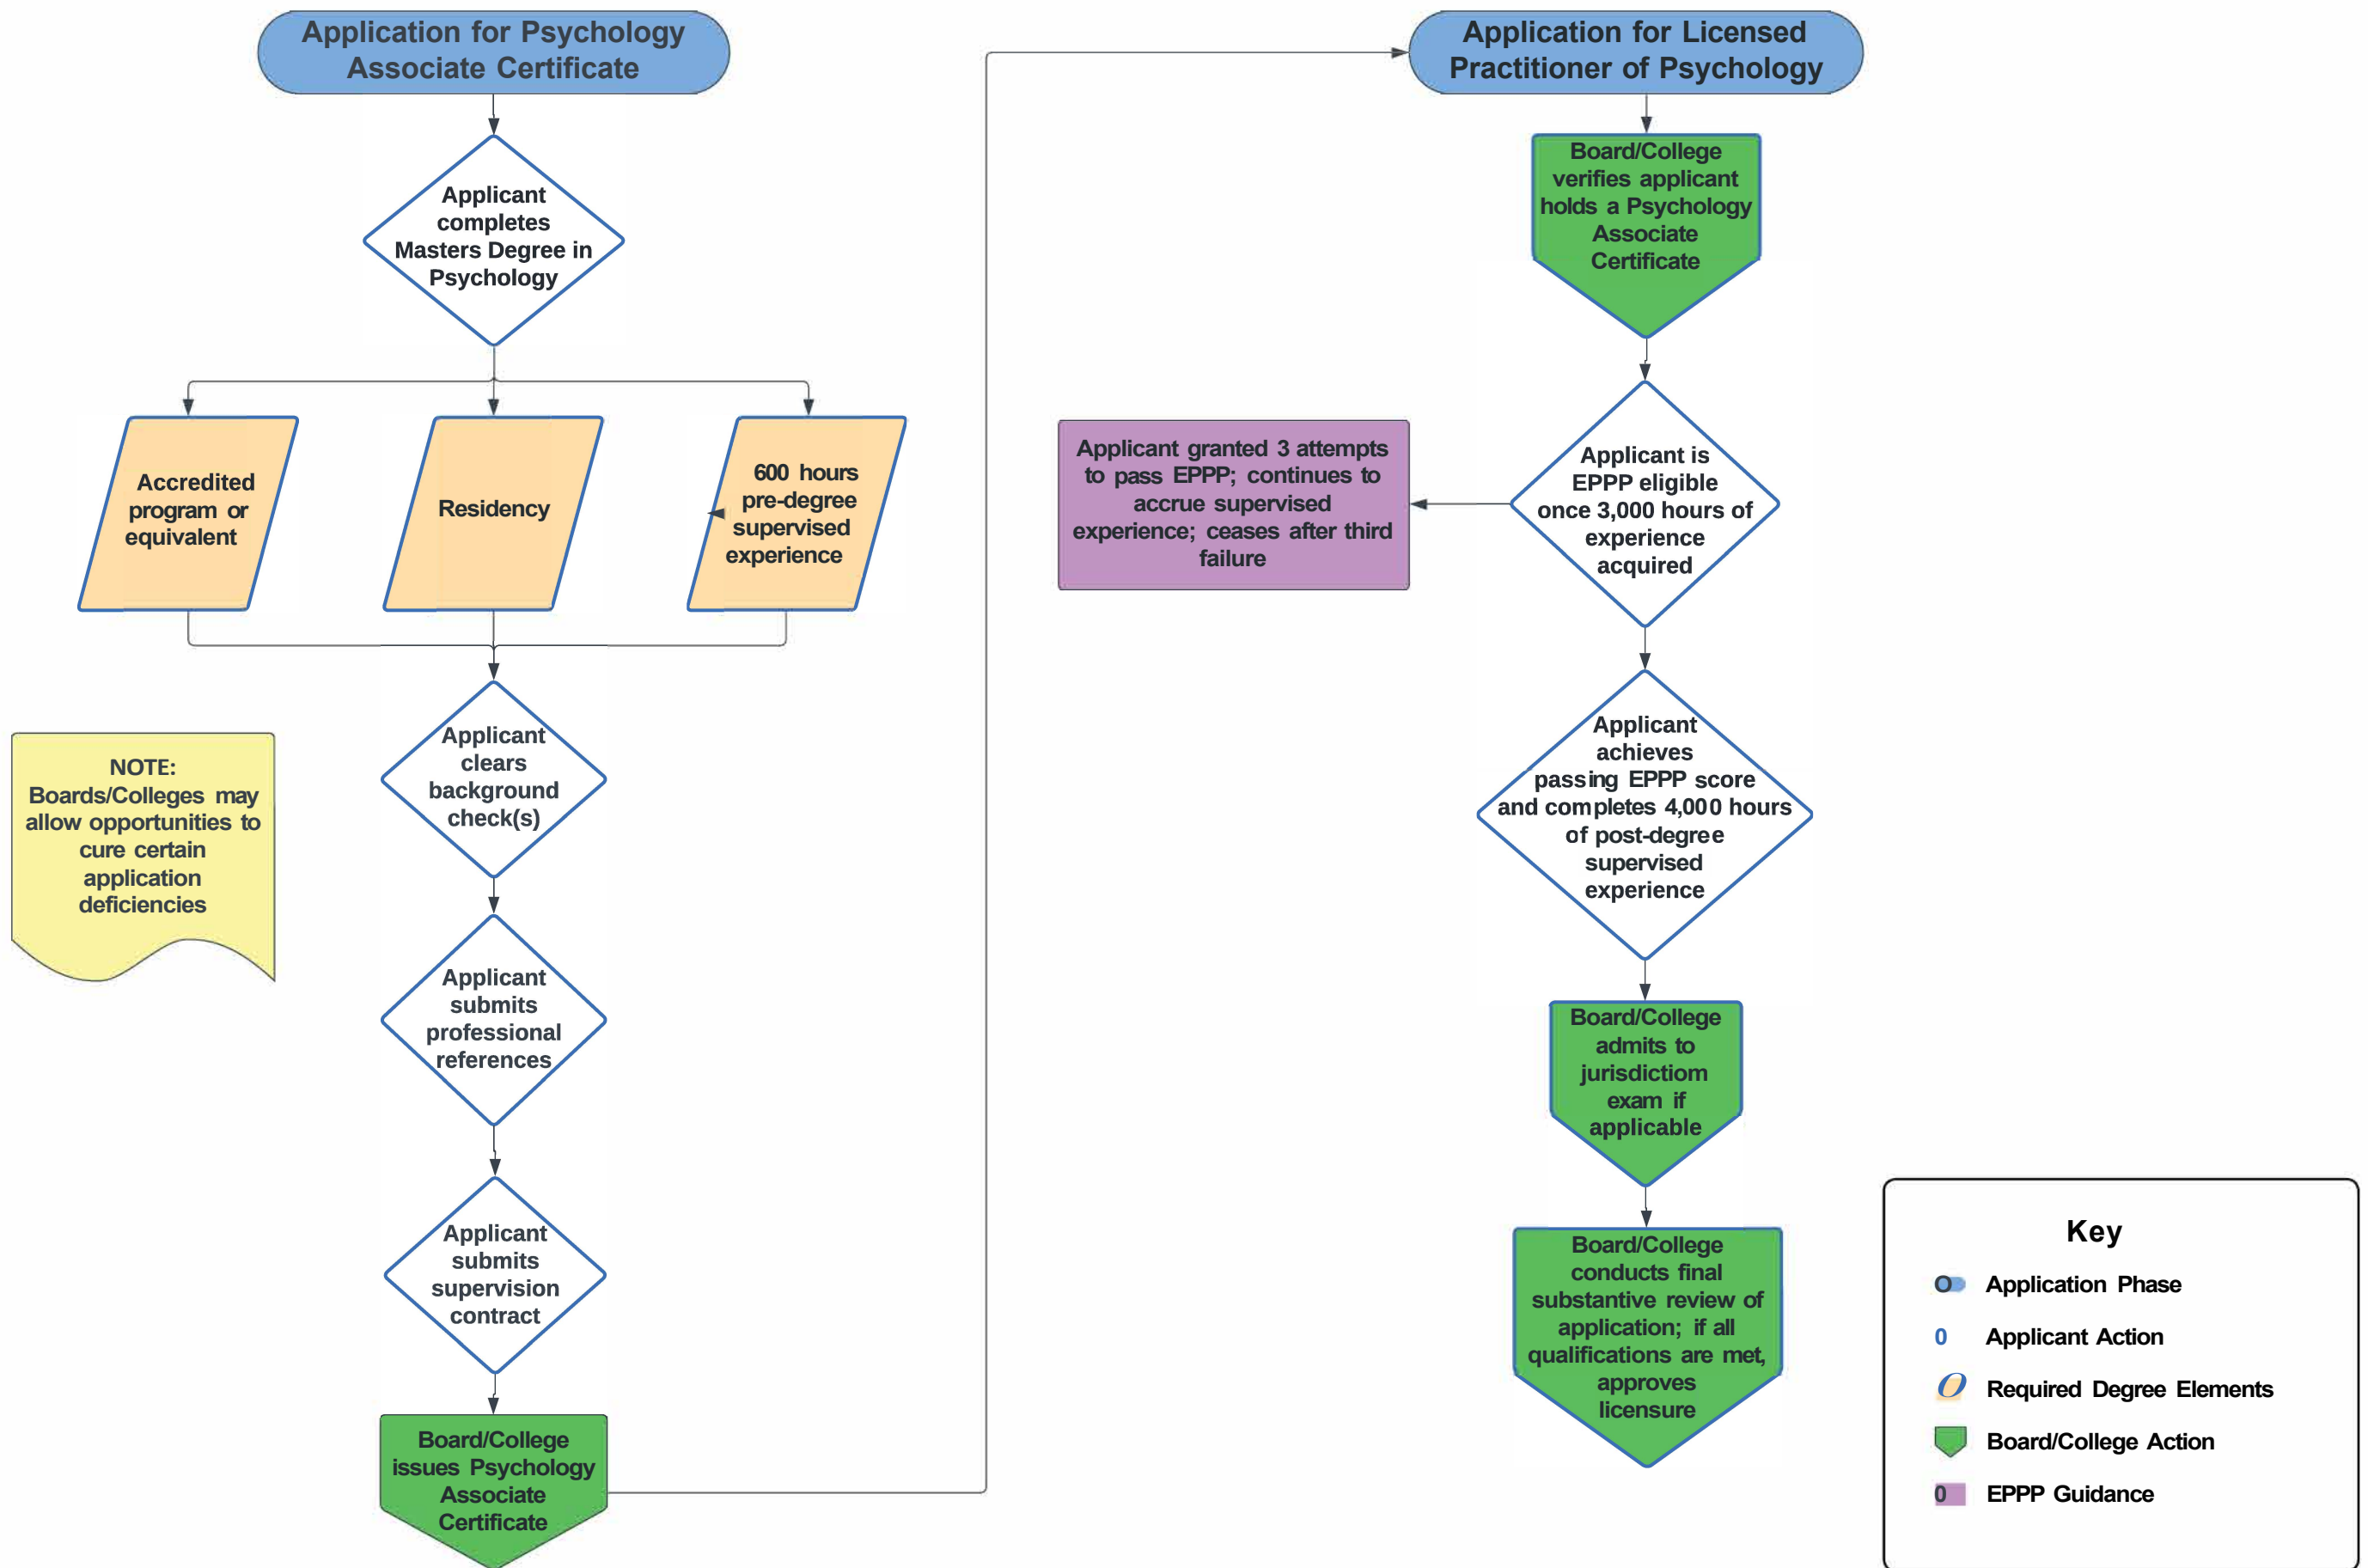 Application for Psychology
Associate Certificate
Applicant
completes
Masters Degree in
Psychology
Accredited
program or
equivalent
Residency
600 hours
pre-degree
supervised
experience
NOTE:
Boards/Colleges may
allow opportunities to
cure certain
application
deficiencies
Applicant
clears
background
check(s)
Applicant
submits
professional
references
Applicant
submits
supervision
contract
Board/College
issues Psychology
Associate
Certificate
Application for Licensed
Practitioner of Psychology
Board/College
verifies applicant
holds a Psychology
Associate
Certificate
Applicant is
EPPP eligible
once 3,000 hours of
experience
acquired
Applicant granted 3 attempts
to pass EPPP; continues to
accrue supervised
experience; ceases after third
failure
Applicant
achieves
passing EPPP score
and completes 4,000 hours
of post-degree
supervised
experience
Board/College
admits to
jurisdictiom
exam if
applicable
Board/College
conducts final
substantive review of
application; if all
qualifications are met,
approves
licensure
Key
O Application Phase
0 Applicant Action
0 Required Degree Elements
Board/College Action
0 EPPP Guidance